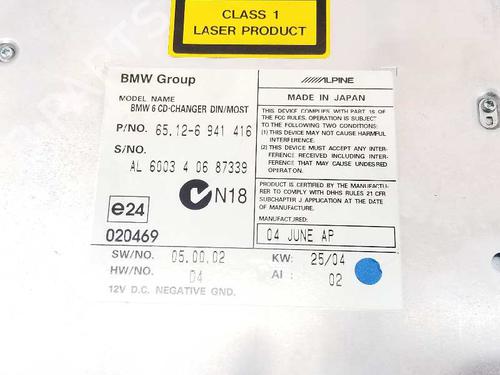 CLASS 1
LASER PRODUCT
BMW Group
MODEL NAME
BMW 6 CD-CHANGER DIN/MOST
P/NO. 65.12-6 941 416
S/NO.
AL 6003 4 06 87339
e24
N18
020469
SW/NO. 05.00.02
HW/NO. 04
12V D.C. NEGATIVE GND.
ALPINE
MADE IN JAPAN
THIS DEVICE COMPLIES WITH PART 15 OF
THE FCC RULES. OPERATION IS SUBJECT
TO THE FOLLOWING TWO CONDITIONS:
(1) THIS DEVICE MAY NOT CAUSE HARMFUL
INTERFERENCE.
(2) THIS DEVICE MUST ACCEPT ANY INTER-
FERENCE RECEIVED INCLUDING INTER-
FERENCE THAT MAY CAUSE UNDESIRED
OPERATION.
PRODUCT IS CERTIFIED BY THE MANUFACTU-
RER TO COMPLY WITH DHHS RULES 21 CFR
SUBCHAPTER J APPLICATION AT THE DATE
OF MANUFACTURE.
MANUFACTURED:
04 JUNE AP
KW: 25/04
AI : 02